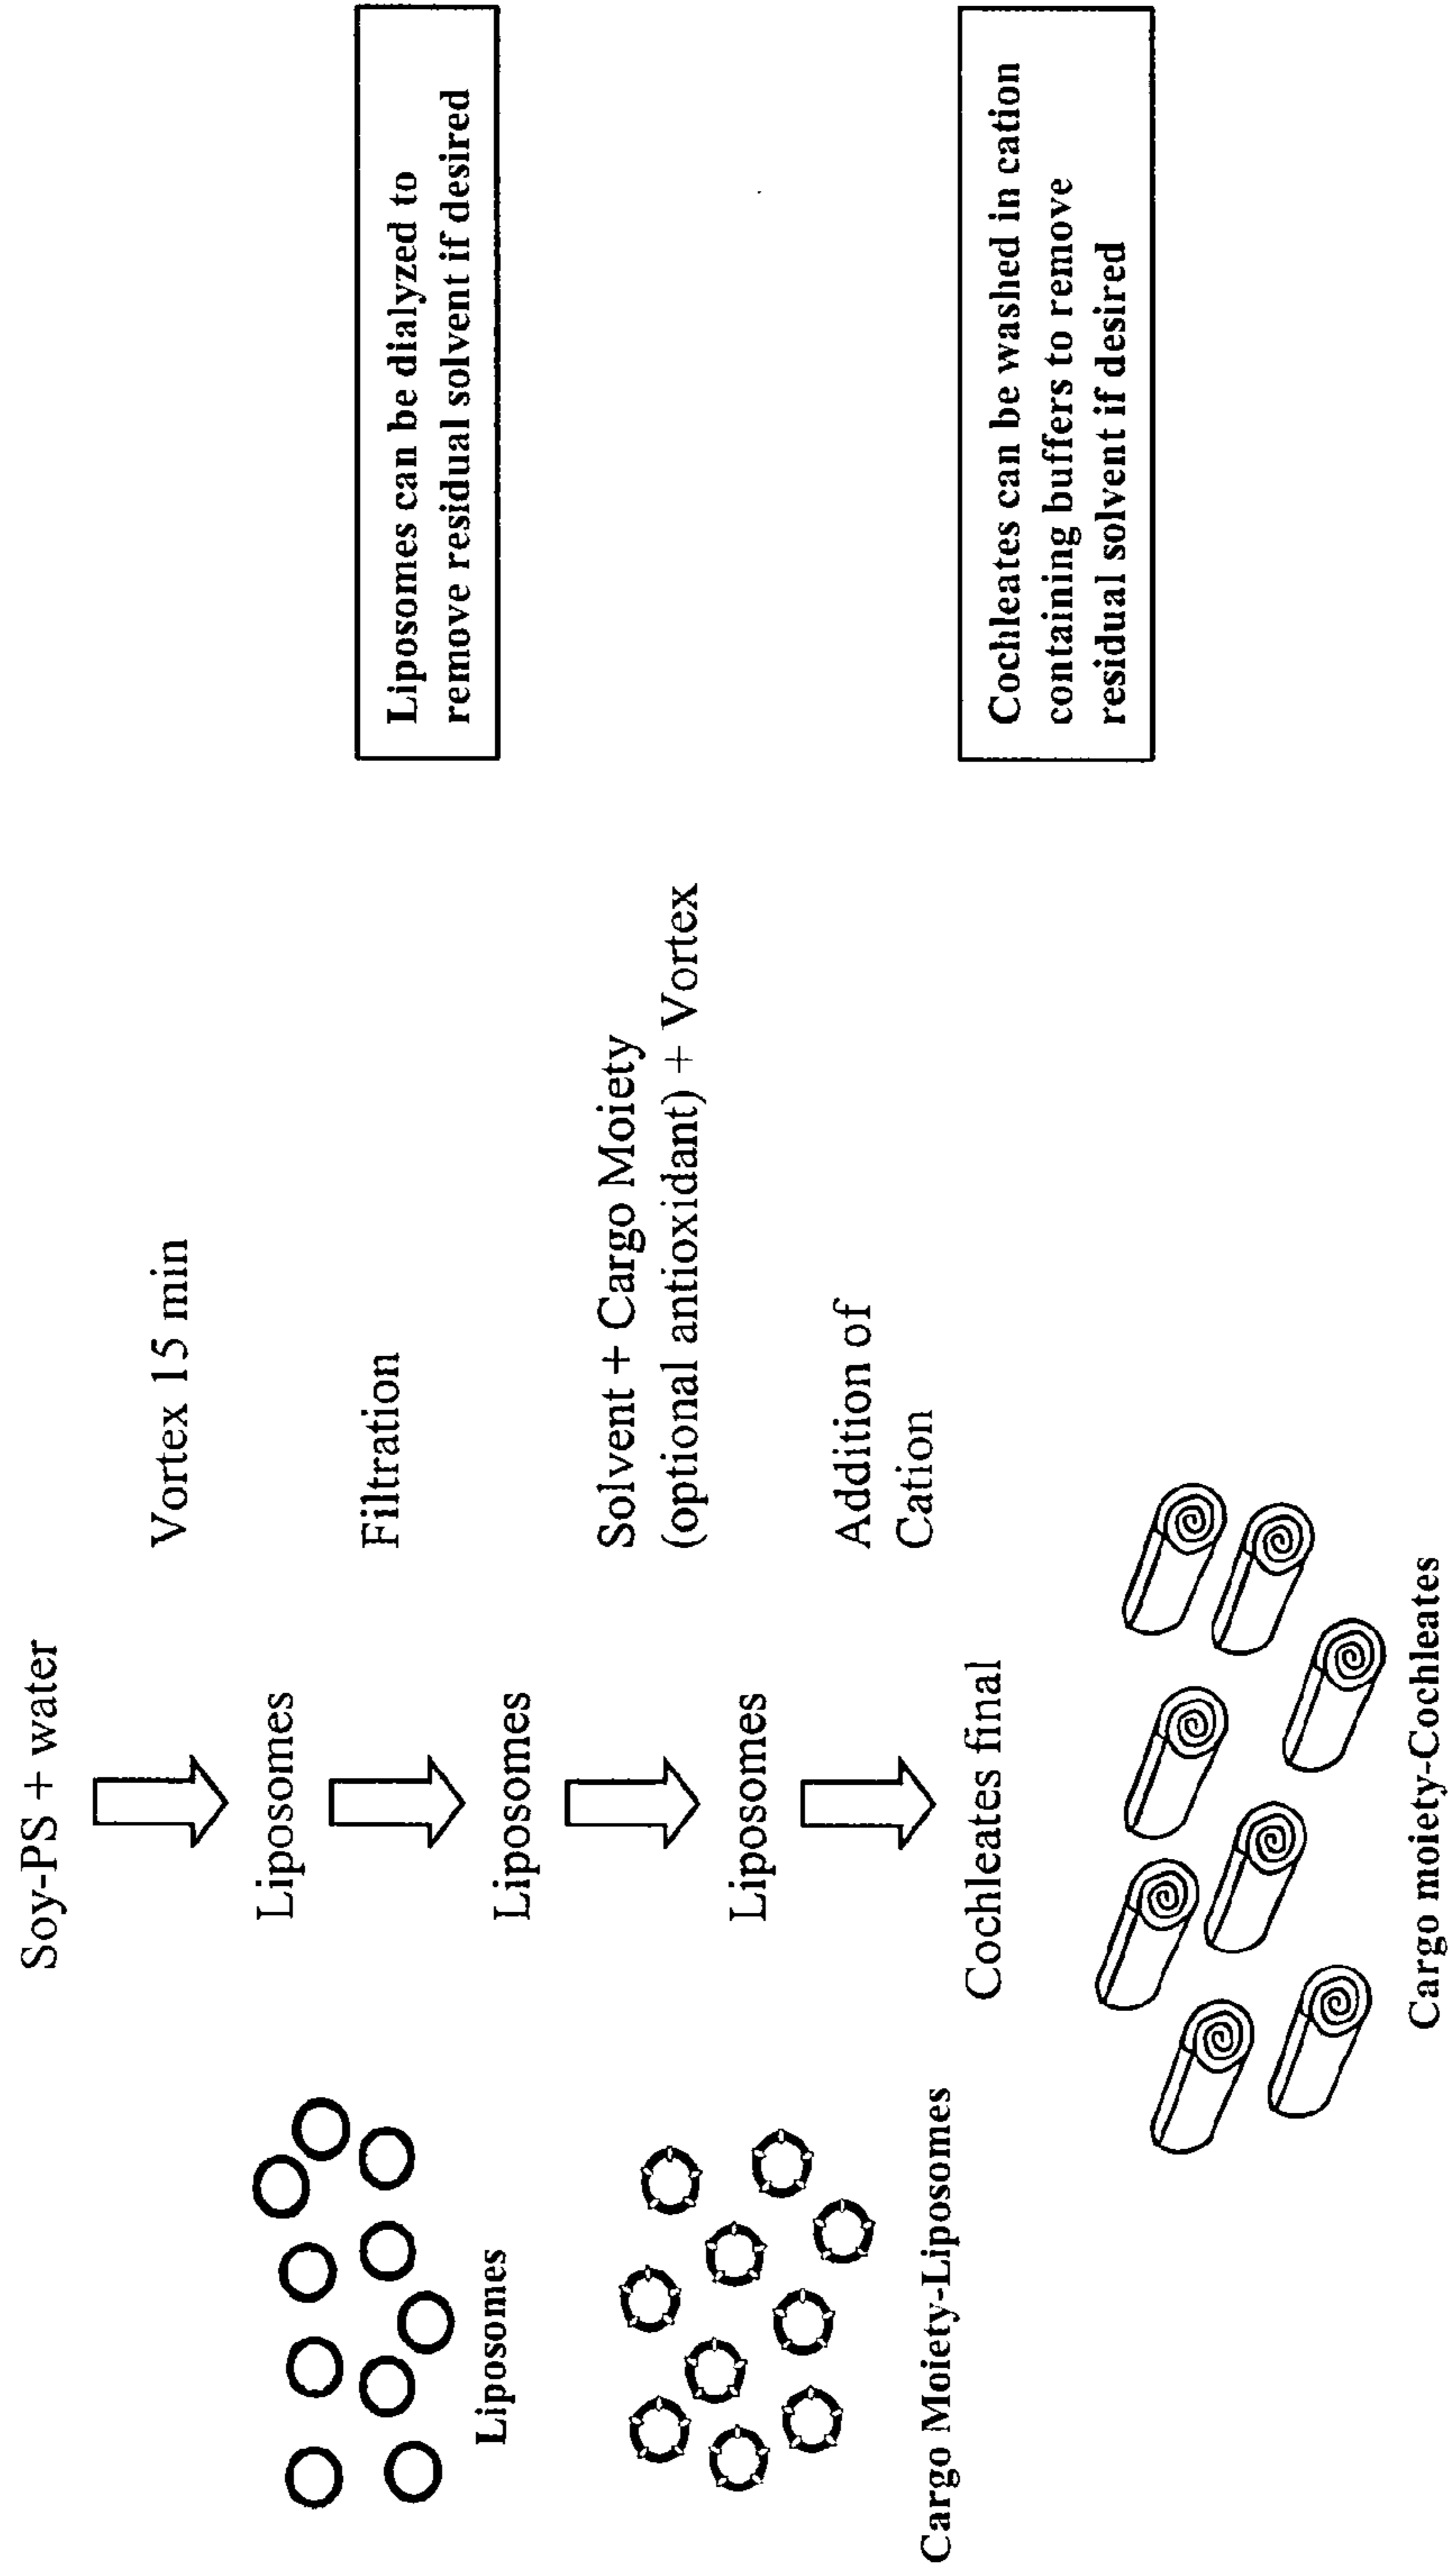 Soy-PS + water
Vortex 15 min
Liposomes
Liposomes
Filtration
Liposomes
Liposomes can be dialyzed to
remove residual solvent if desired
Solvent + Cargo Moiety
(optional antioxidant) + Vortex
Liposomes
Cargo Moiety-Liposomes
Addition of
Cation
Cochleates final
Cochleates can be washed in cation
containing buffers to remove
residual solvent if desired
Cargo moiety-Cochleates